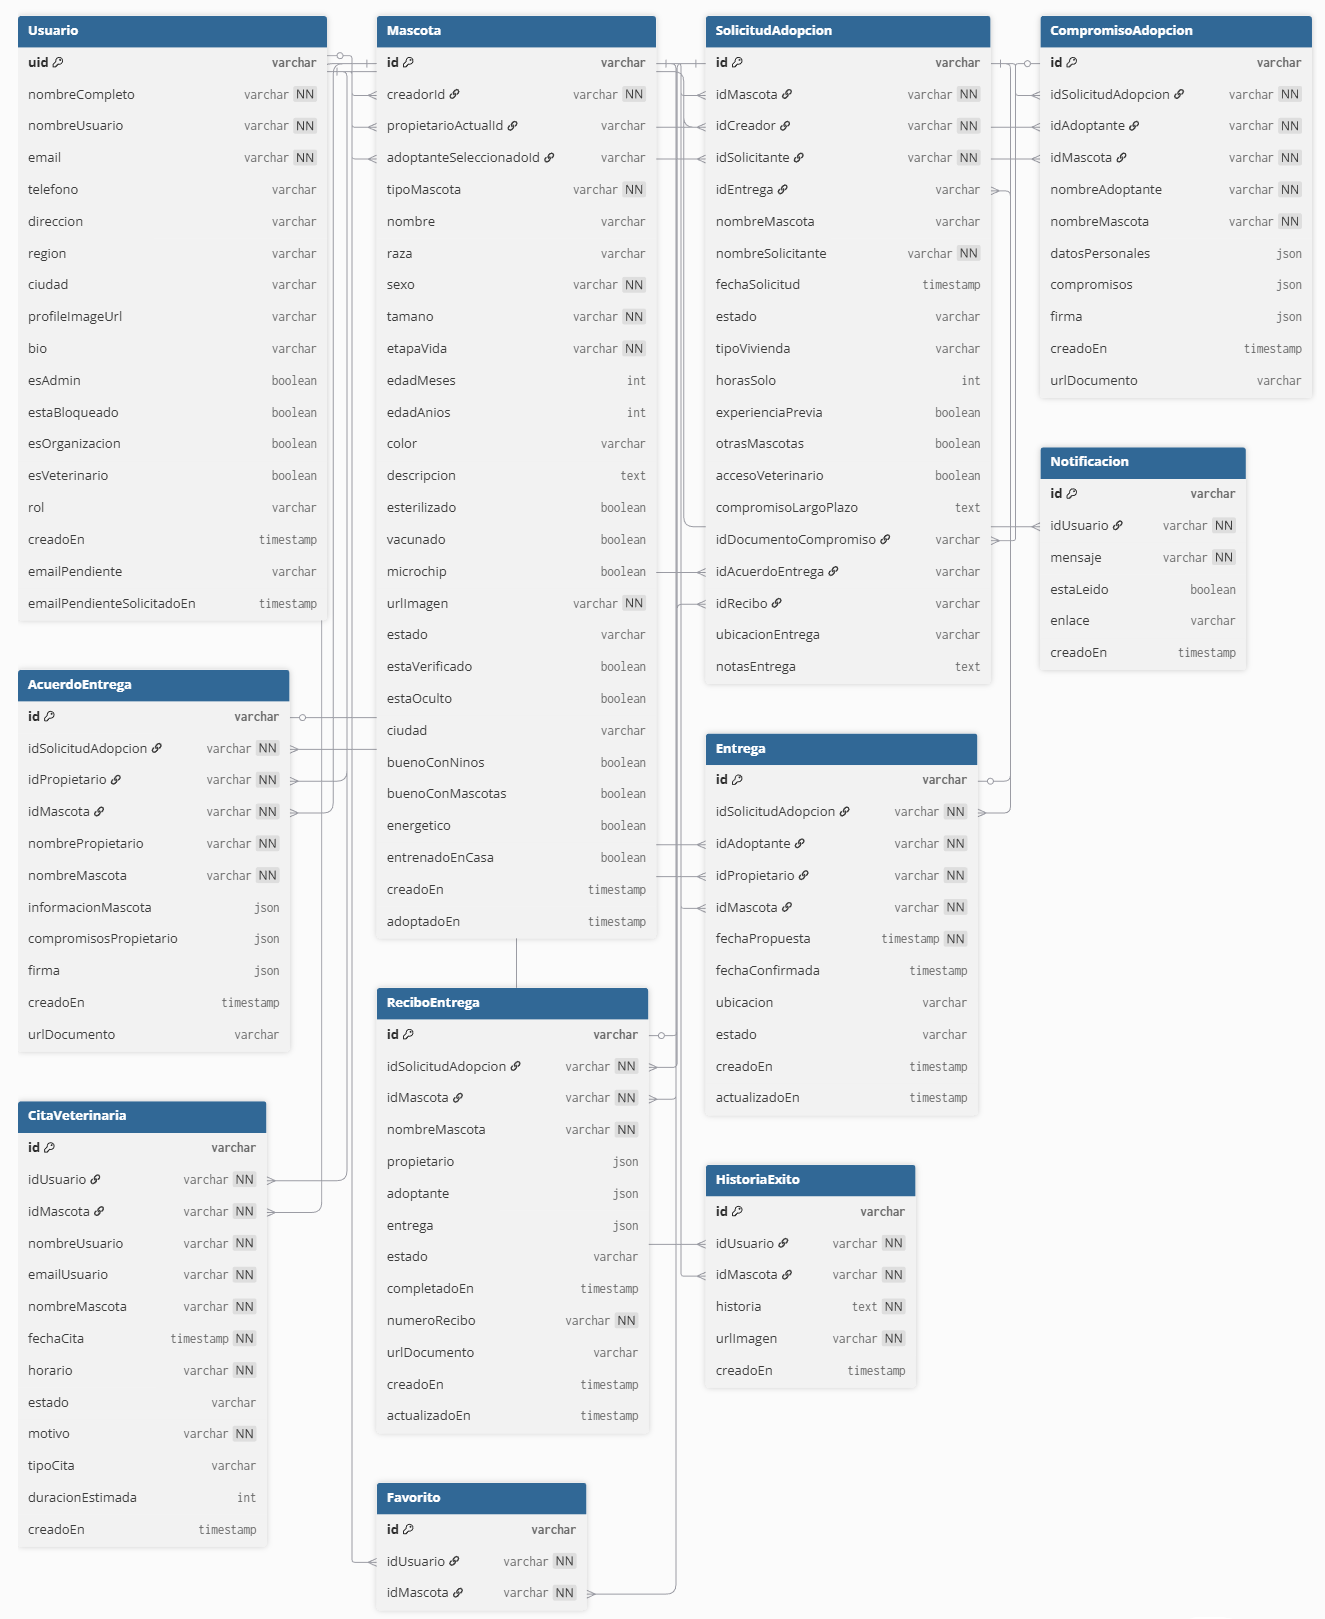 Usuario
uid varchar
nombreCompleto varchar NN
nombreUsuario varchar NN
email varchar NN
telefono varchar
direccion varchar
region varchar
ciudad varchar
profileImageUrl varchar
bio varchar
esAdmin boolean
estaBloqueado boolean
esOrganizacion boolean
esVeterinario boolean
rol varchar
creadoEn timestamp
emailPendiente varchar
emailPendienteSolicitadoEn timestamp
Mascota
id varchar
creadorId varchar NN
propietarioActualId varchar
adoptanteSeleccionadoId varchar
tipoMascota varchar NN
nombre varchar
raza varchar
sexo varchar NN
tamano varchar NN
etapaVida varchar NN
edadMeses int
edadAnios int
color varchar
descripcion text
esterilizado boolean
vacunado boolean
microchip boolean
urlImagen varchar NN
estado varchar
estaVerificado boolean
estaOculto boolean
ciudad varchar
buenoConNinos boolean
buenoConMascotas boolean
energetico boolean
entrenadoEnCasa boolean
creadoEn timestamp
adoptadoEn timestamp
SolicitudAdopcion
id varchar
idMascota varchar NN
idCreador varchar NN
idSolicitante varchar NN
idEntrega varchar
nombreMascota varchar
nombreSolicitante varchar NN
fechaSolicitud timestamp
estado varchar
tipoVivienda varchar
horasSolo int
experienciaPrevia boolean
otrasMascotas boolean
accesoVeterinario boolean
compromisoLargoPlazo text
idDocumentoCompromiso varchar
idAcuerdoEntrega varchar
idRecibo varchar
ubicacionEntrega varchar
notasEntrega text
CompromisoAdopcion
id varchar
idSolicitudAdopcion varchar NN
idAdoptante varchar NN
idMascota varchar NN
nombreAdoptante varchar NN
nombreMascota varchar NN
datosPersonales json
compromisos json
firma json
creadoEn timestamp
urlDocumento varchar
Notificacion
id varchar
idUsuario varchar NN
mensaje varchar NN
estaLeido boolean
enlace varchar
creadoEn timestamp
AcuerdoEntrega
id varchar
idSolicitudAdopcion varchar NN
idPropietario varchar NN
idMascota varchar NN
nombrePropietario varchar NN
nombreMascota varchar NN
informacionMascota json
compromisosPropietario json
firma json
creadoEn timestamp
urlDocumento varchar
Entrega
id varchar
idSolicitudAdopcion varchar NN
idAdoptante varchar NN
idPropietario varchar NN
idMascota varchar NN
fechaPropuesta timestamp NN
fechaConfirmada timestamp
ubicacion varchar
estado varchar
creadoEn timestamp
actualizadoEn timestamp
ReciboEntrega
id varchar
idSolicitudAdopcion varchar NN
idMascota varchar NN
nombreMascota varchar NN
propietario json
adoptante json
entrega json
estado varchar
completadoEn timestamp
numeroRecibo varchar NN
urlDocumento varchar
creadoEn timestamp
actualizadoEn timestamp
CitaVeterinaria
id varchar
idUsuario varchar NN
idMascota varchar NN
nombreUsuario varchar NN
emailUsuario varchar NN
nombreMascota varchar NN
fechaCita timestamp NN
horario varchar NN
estado varchar
motivo varchar NN
tipoCita varchar
duracionEstimada int
creadoEn timestamp
HistoriaExito
id varchar
idUsuario varchar NN
idMascota varchar NN
historia text NN
urlImagen varchar NN
creadoEn timestamp
Favorito
id varchar
idUsuario varchar NN
idMascota varchar NN